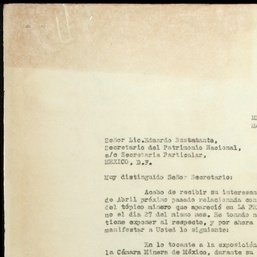 Señor Lic.Eduardo Bustamante,
Secretario del Patrimonio Nacional,
a/c Secretaría Particular.
MEXICO, D.F.
Muy distinguido Señor Secretario:
Acabo de recibir su interesan
de Abril próximo pasado relacionada con
del tópico minero que apareció en LA PR
no el día 27 del mismo mes. He tomado n
tiene exponer al respecto, y por ahora
manifestar a Usted lo siguiente:
En lo tocante a la exposición
la Cámara Minera de México, durante su